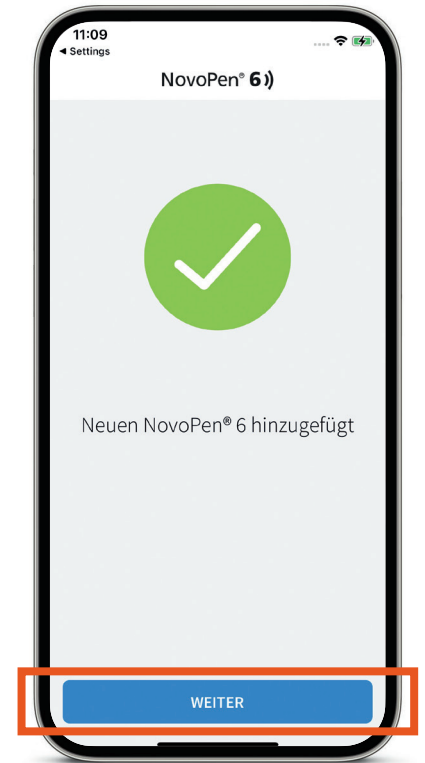 11:09
◀ Settings
NovoPen® 6
Neuen NovoPen® 6 hinzugefügt
WEITER